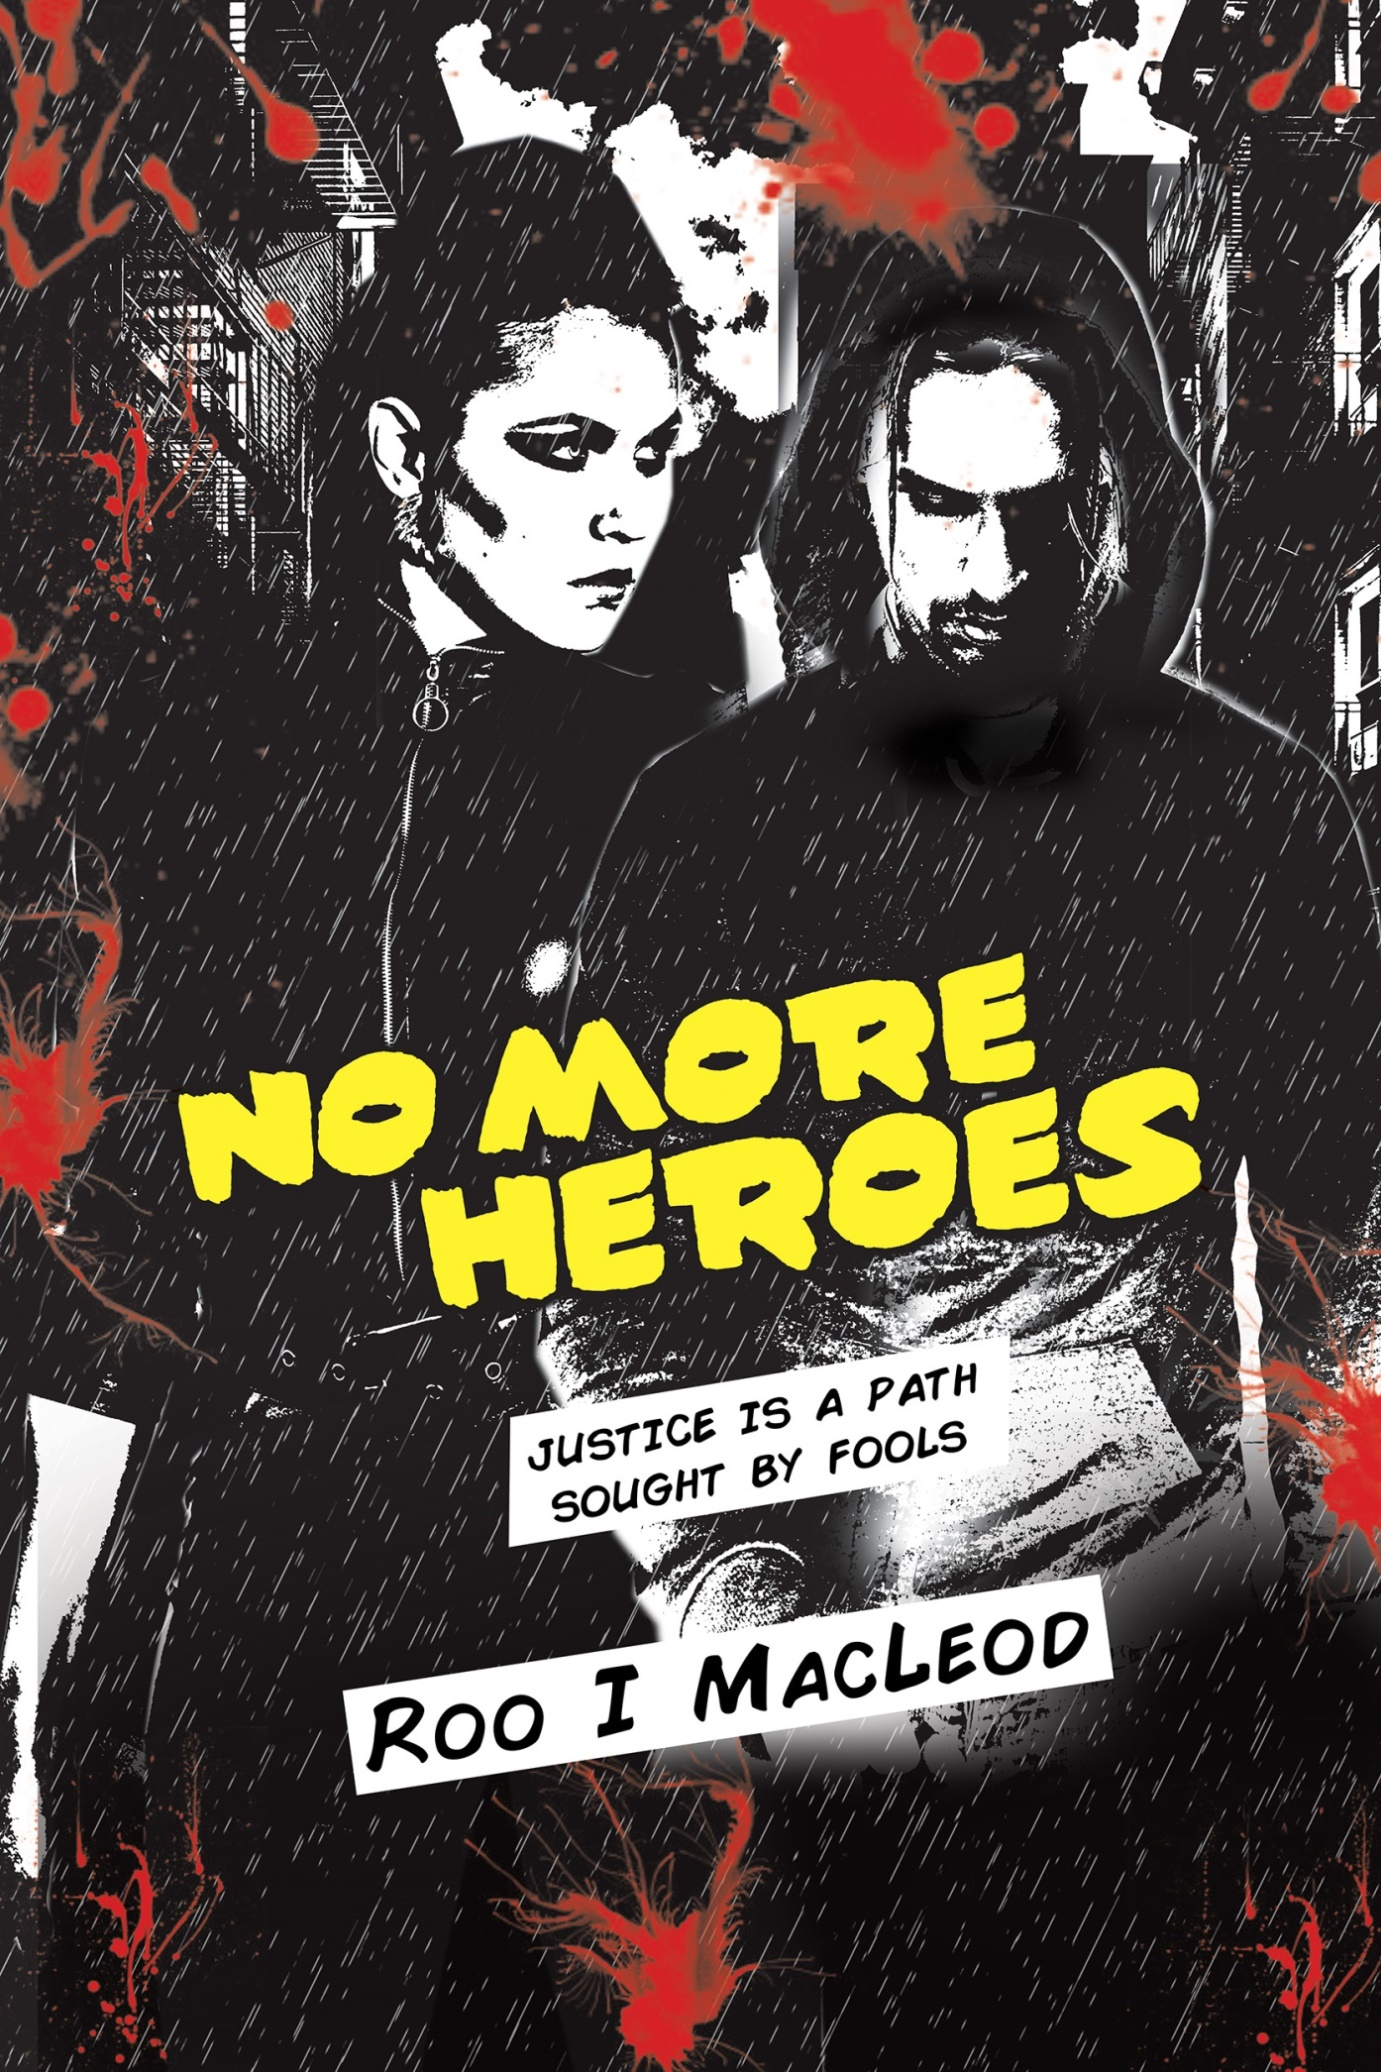 NO MORE
HEROES
JUSTICE IS A PATH
SOUGHT BY FOOLS
ROO I MACLEOD